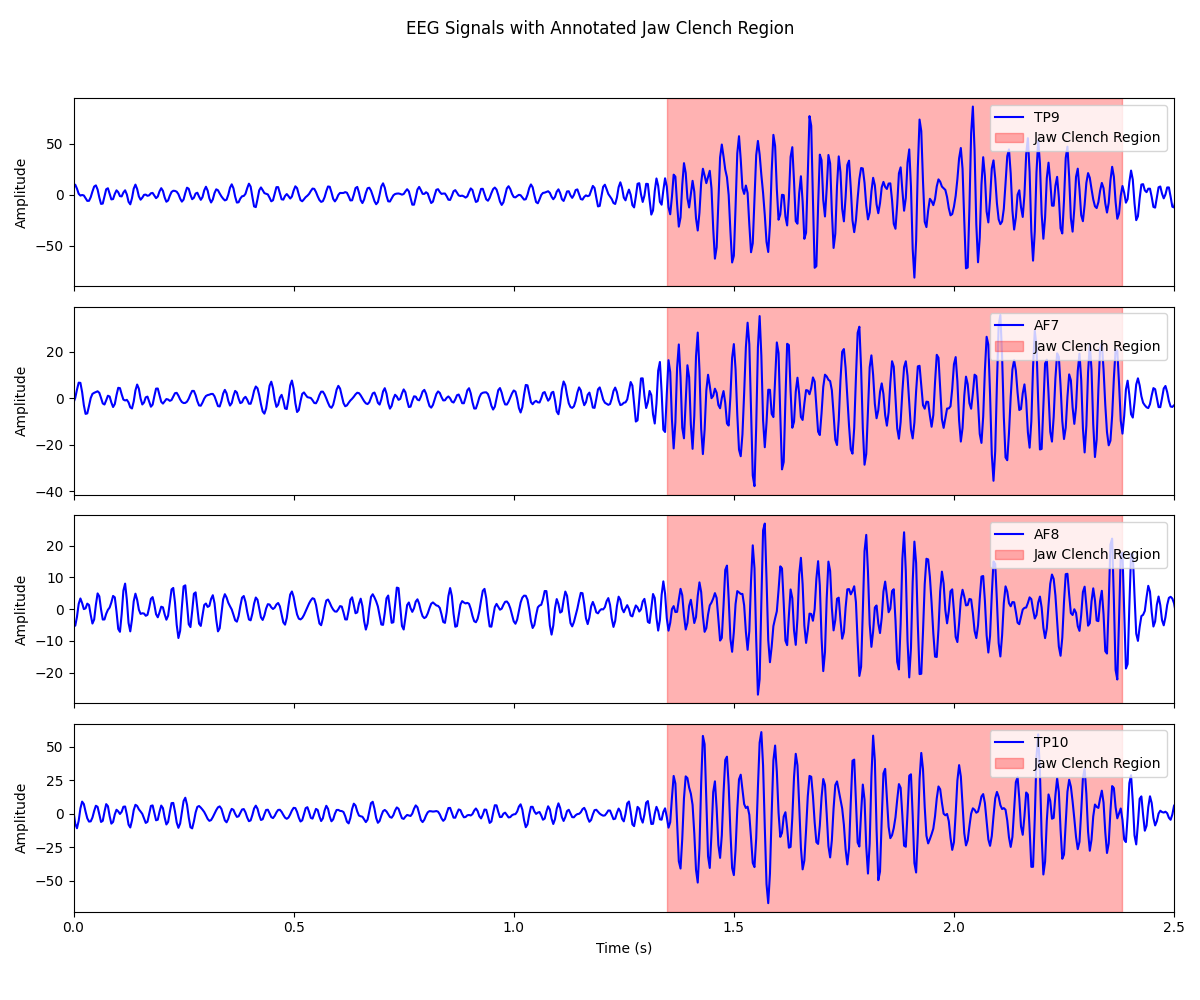 EEG Signals with Annotated Jaw Clench Region
Amplitude
50
0
−50
TP9
Jaw Clench Region
Amplitude
20
0
−20
−40
AF7
Jaw Clench Region
Amplitude
20
10
0
−10
−20
AF8
Jaw Clench Region
Amplitude
50
25
0
−25
−50
TP10
Jaw Clench Region
0.0 0.5 1.0 1.5 2.0 2.5
Time (s)